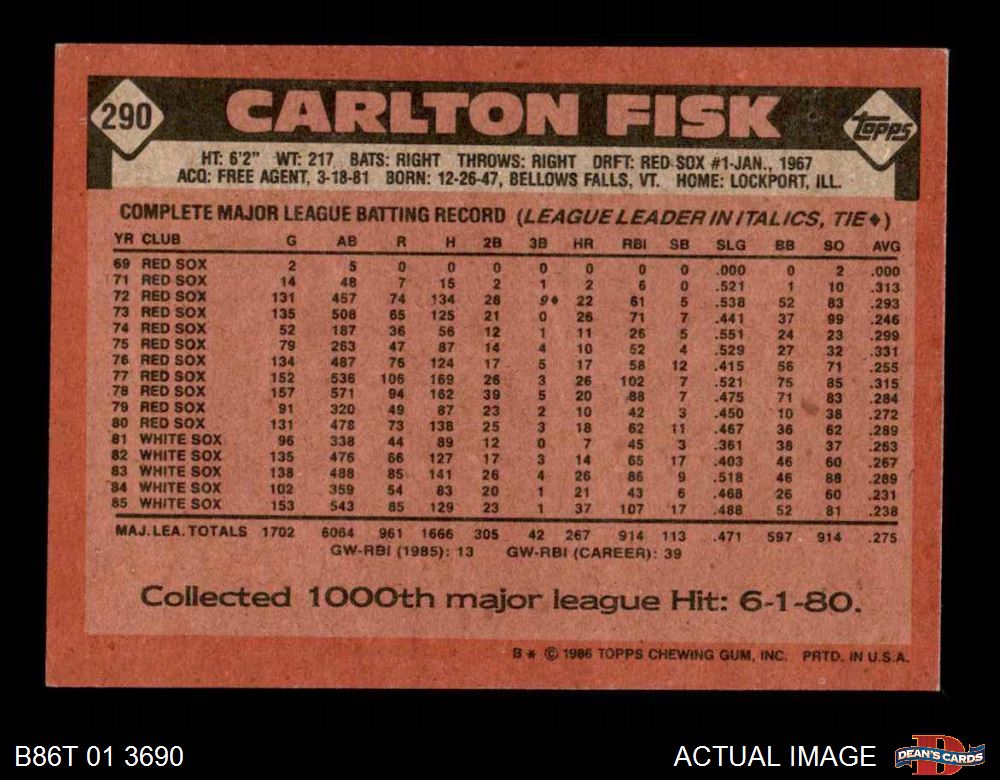 290 CARLTON FISK topps
HT: 6'2" WT: 217 BATS: RIGHT THROWS: RIGHT DRFT: RED SOX #1-JAN., 1967
ACQ: FREE AGENT, 3-18-81 BORN: 12-26-47, BELLOWS FALLS, VT. HOME: LOCKPORT, ILL.
COMPLETE MAJOR LEAGUE BATTING RECORD (LEAGUE LEADER IN ITALICS, TIE♦)
YR CLUB G AB R H 2B 3B HR RBI SB SLG BB SO AVG
69 RED SOX 2 5 0 0 0 0 0 0 0 .000 0 2 .000
71 RED SOX 14 48 7 15 2 1 2 6 0 .521 1 10 .313
72 RED SOX 131 457 74 134 28 9♦ 22 61 5 .538 52 83 .293
73 RED SOX 135 508 65 125 21 0 26 71 7 .441 37 99 .246
74 RED SOX 52 187 36 56 12 1 11 26 5 .551 24 23 .299
75 RED SOX 79 263 47 87 14 4 10 52 4 .529 27 32 .331
76 RED SOX 134 487 76 124 17 5 17 58 12 .415 56 71 .255
77 RED SOX 152 536 106 169 26 3 26 102 7 .521 75 85 .315
78 RED SOX 157 571 94 162 39 5 20 88 7 .475 71 83 .284
79 RED SOX 91 320 49 87 23 2 10 42 3 .450 10 38 .272
80 RED SOX 131 478 73 138 25 3 18 62 11 .467 36 62 .289
81 WHITE SOX 96 338 44 89 12 0 7 45 3 .361 38 37 .263
82 WHITE SOX 135 476 66 127 17 3 14 65 17 .403 46 60 .267
83 WHITE SOX 138 488 85 141 26 4 26 86 9 .518 46 88 .289
84 WHITE SOX 102 359 54 83 20 1 21 43 6 .468 26 60 .231
85 WHITE SOX 153 543 85 129 23 1 37 107 17 .488 52 81 .238
MAJ. LEA. TOTALS 1702 6064 961 1666 305 42 267 914 113 .471 597 914 .275
GW-RBI (1985): 13 GW-RBI (CAREER): 39
Collected 1000th major league Hit: 6-1-80.
B * © 1986 TOPPS CHEWING GUM, INC. PRTD. IN U.S.A.
B86T 01 3690 ACTUAL IMAGE D DEAN'S CARDS